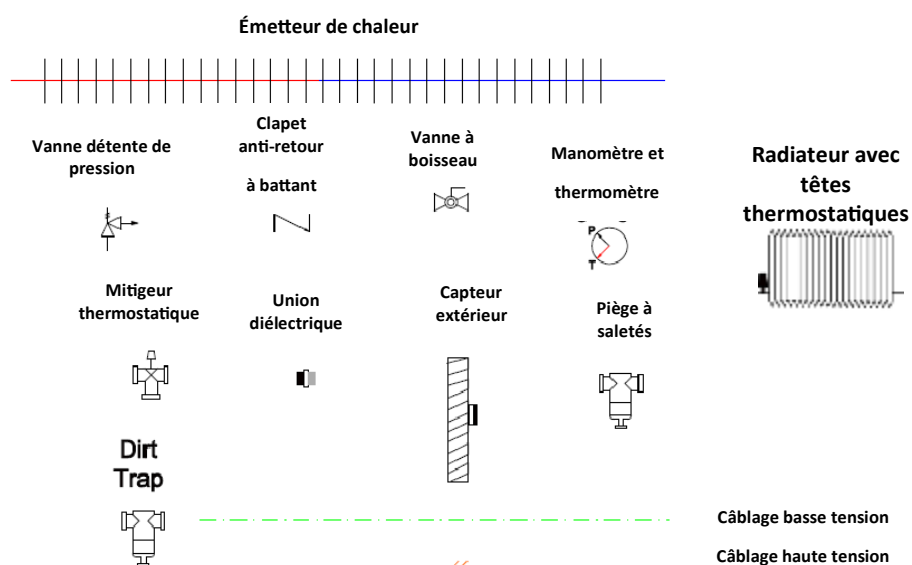 Émetteur de chaleur
Vanne détente de
pression
Clapet
anti-retour
à battant
Vanne à
boisseau
Manomètre et
thermomètre
P
T
Radiateur avec
têtes
thermostatiques
Mitigeur
thermostatique
Union
diélectrique
Capteur
extérieur
Piège à
saletés
Dirt
Trap
Câblage basse tension
Câblage haute tension